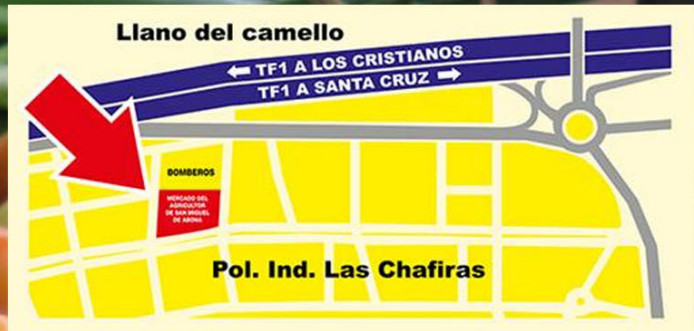 Llano del camello
← TF1 A LOS CRISTIANOS
TF1 A SANTA CRUZ →
BOMBEROS
MERCADO DEL
AGRICULTOR
DE SAN MIGUEL
DE ABONA
Pol. Ind. Las Chafiras